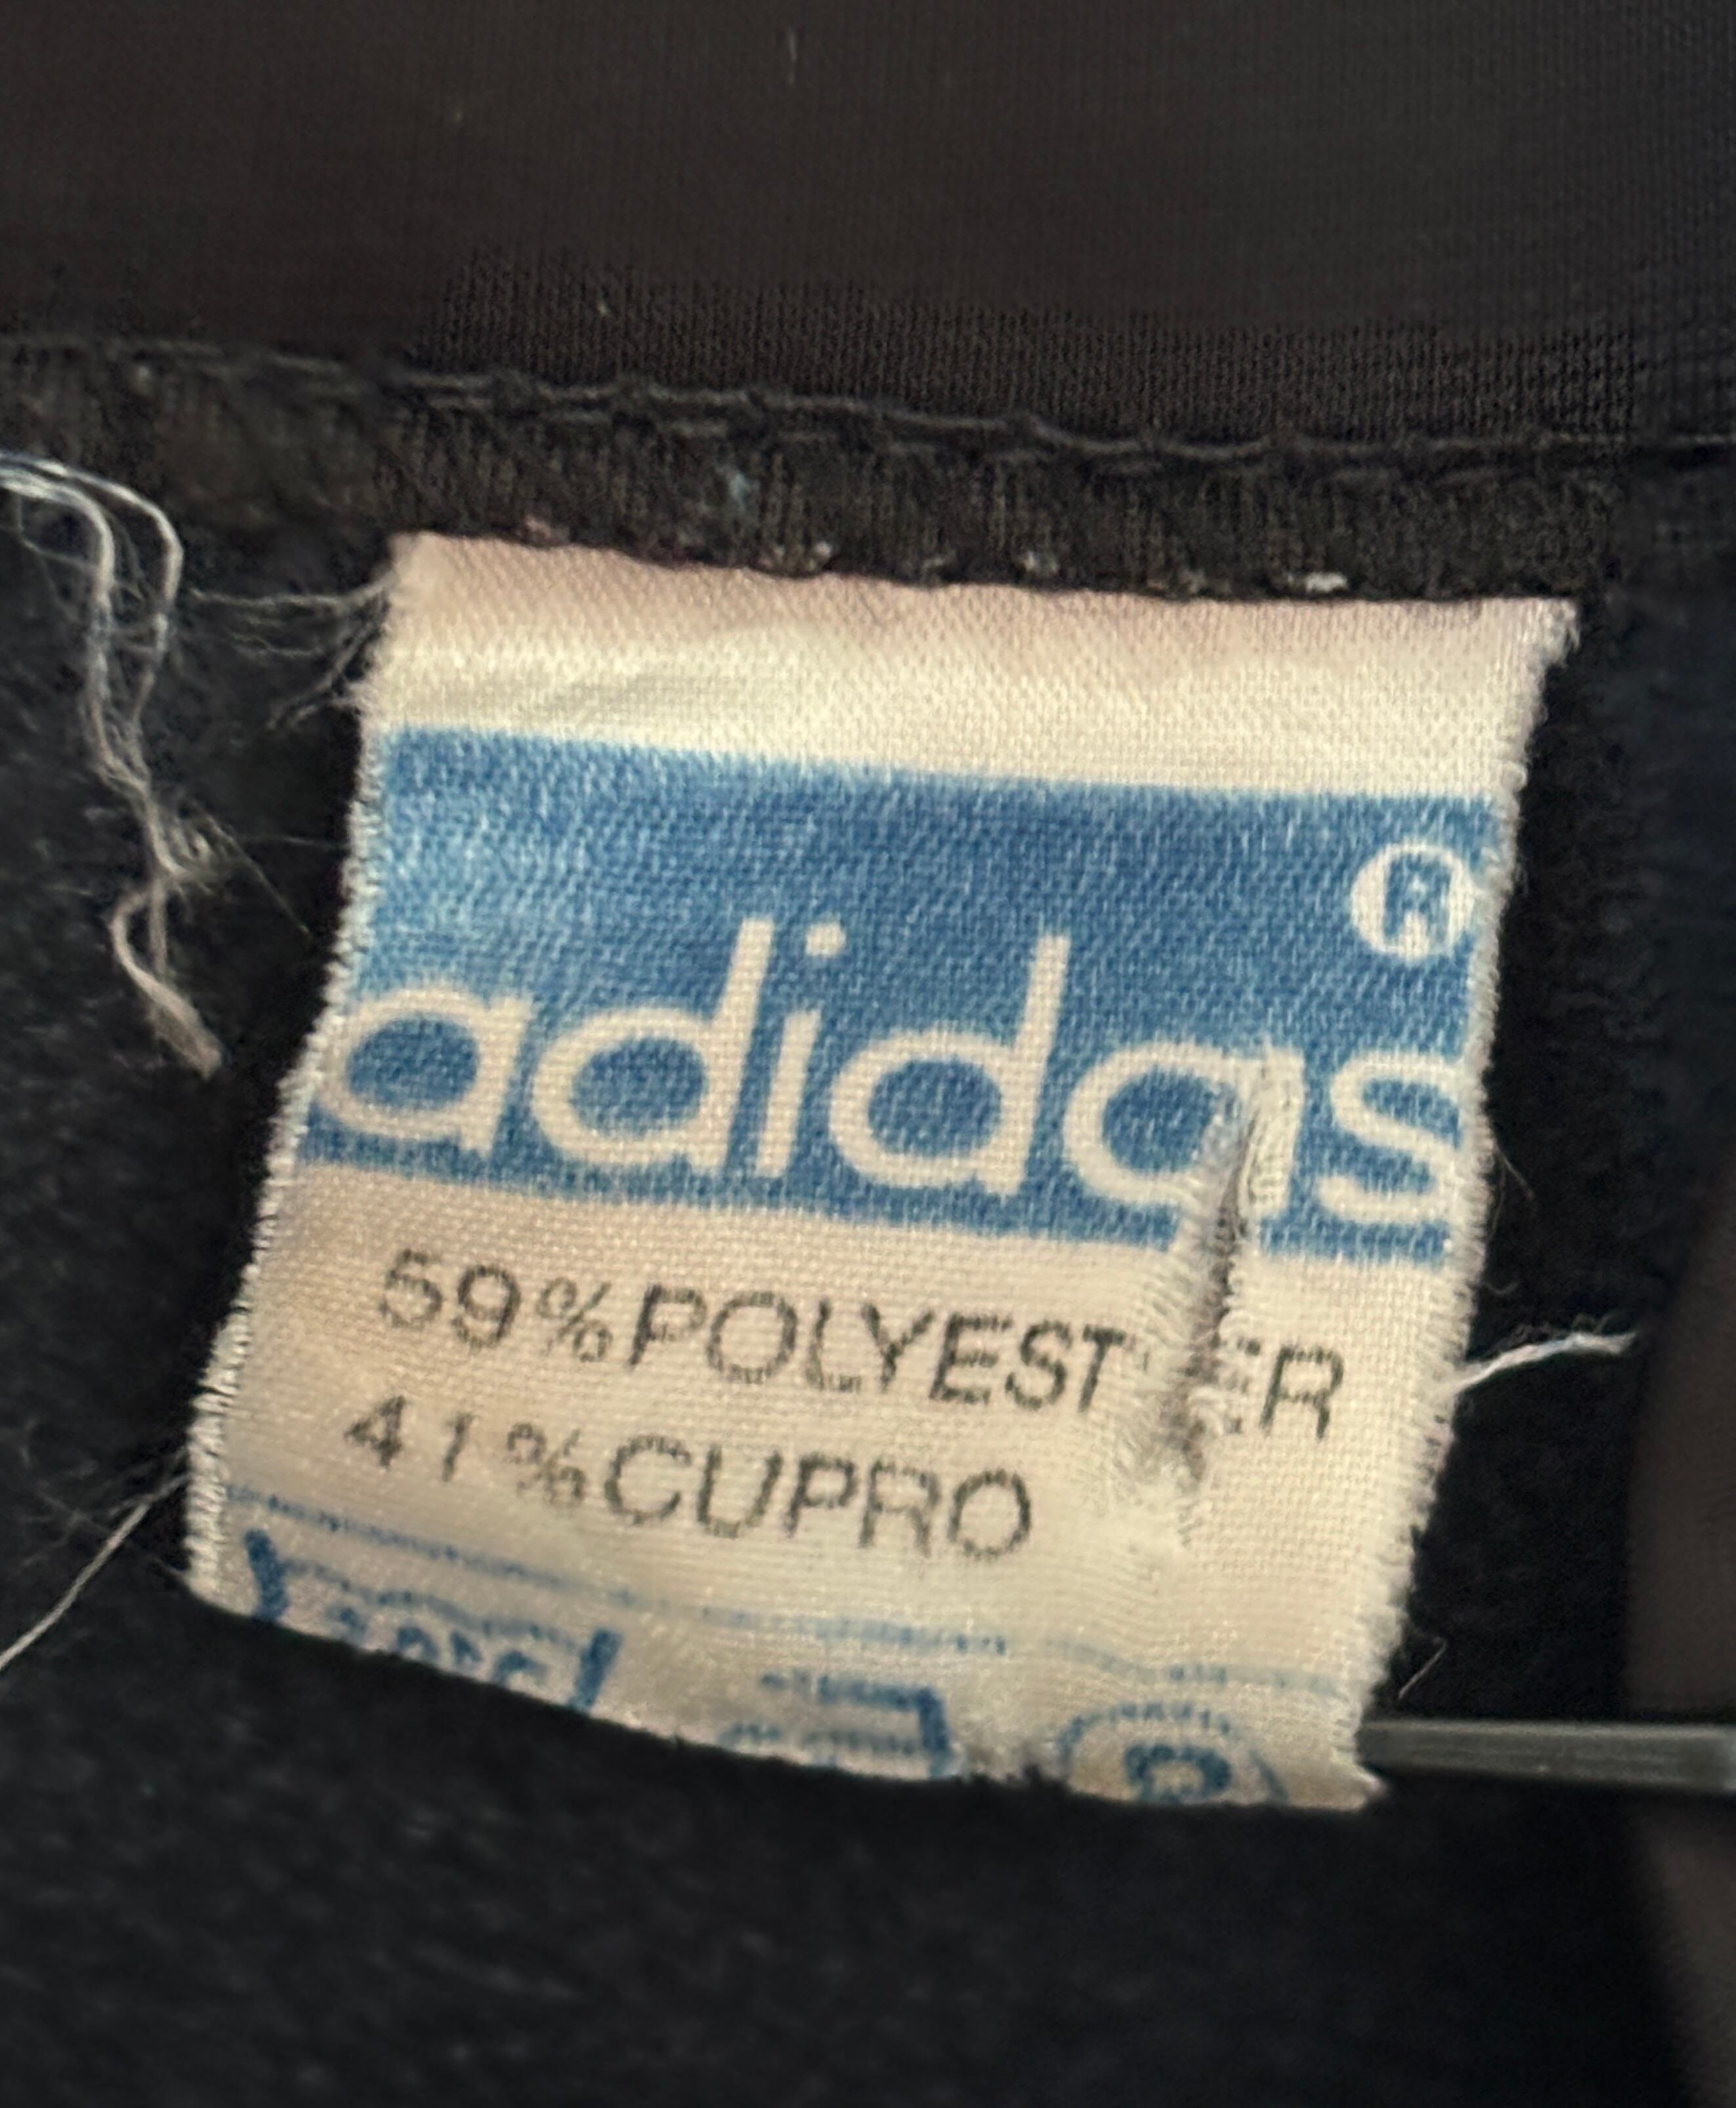 ®
adidas
59%POLYESTER
41%CUPRO